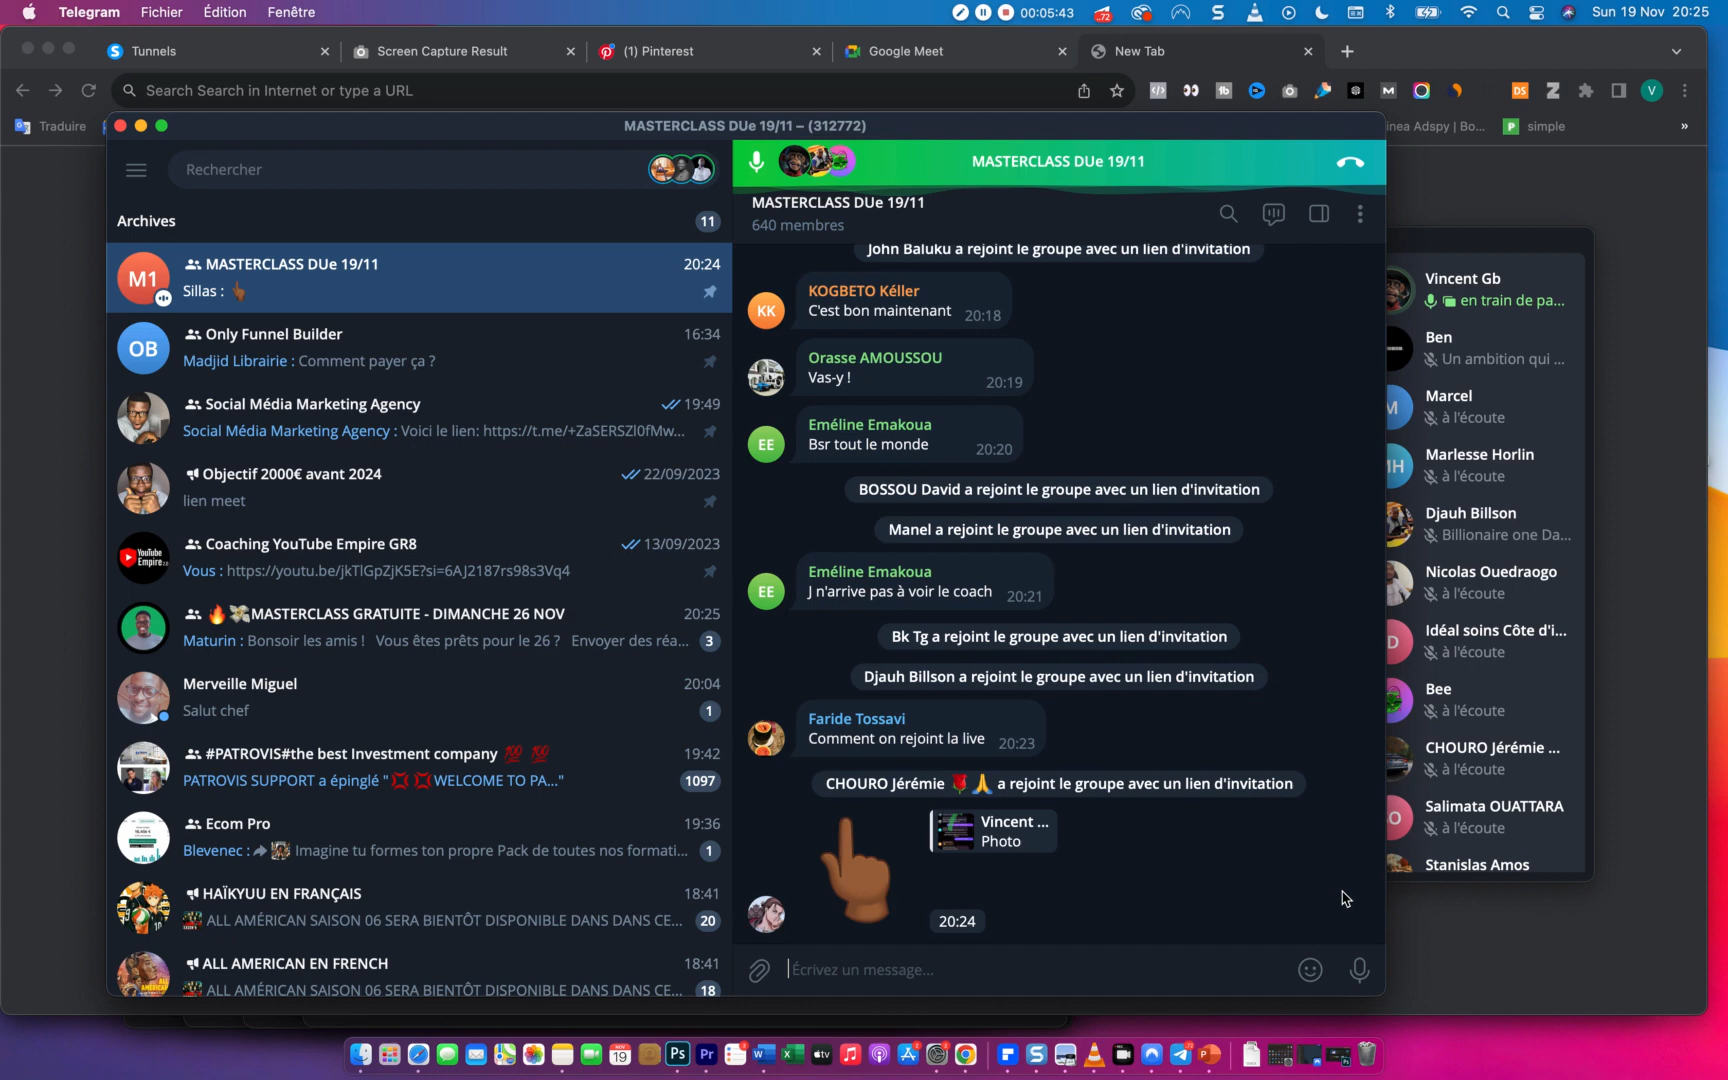 Telegram Fichier Édition Fenêtre 72 00:05:43 Sun 19 Nov 20:25
Tunnels Screen Capture Result (1) Pinterest Google Meet New Tab
Search Search in Internet or type a URL
Traduire inea Adspy | Bo... simple »
MASTERCLASS DUe 19/11 – (312772)
Rechercher
Archives 11
M1 MASTERCLASS DUe 19/11 20:24
Sillas :
OB Only Funnel Builder 16:34
Madjid Librairie : Comment payer ça ?
Social Média Marketing Agency 19:49
Social Média Marketing Agency : Voici le lien: https://t.me/+ZaSERSZl0fMw...
Objectif 2000€ avant 2024 22/09/2023
lien meet
Coaching YouTube Empire GR8 13/09/2023
Vous : https://youtu.be/jkTlGpZjK5E?si=6AJ2187rs98s3Vq4
🔥💸MASTERCLASS GRATUITE - DIMANCHE 26 NOV 20:25
Maturin : Bonsoir les amis ! Vous êtes prêts pour le 26 ? Envoyer des réa... 3
Merveille Miguel 20:04
Salut chef 1
#PATROVIS#the best Investment company 💯 💯 19:42
PATROVIS SUPPORT a épinglé "💢 💢WELCOME TO PA..." 1097
Ecom Pro 19:36
Blevenec : Imagine tu formes ton propre Pack de toutes nos formati... 1
HAÏKYUU EN FRANÇAIS 18:41
ALL AMÉRICAN SAISON 06 SERA BIENTÔT DISPONIBLE DANS DANS CE... 20
ALL AMERICAN EN FRENCH 18:41
ALL AMÉRICAN SAISON 06 SERA BIENTÔT DISPONIBLE DANS DANS CE... 18
MASTERCLASS DUe 19/11
MASTERCLASS DUe 19/11
640 membres
John Baluku a rejoint le groupe avec un lien d'invitation
KK KOGBETO Kéller
C'est bon maintenant 20:18
Orasse AMOUSSOU
Vas-y ! 20:19
EE Eméline Emakoua
Bsr tout le monde 20:20
BOSSOU David a rejoint le groupe avec un lien d'invitation
Manel a rejoint le groupe avec un lien d'invitation
EE Eméline Emakoua
J n'arrive pas à voir le coach 20:21
Bk Tg a rejoint le groupe avec un lien d'invitation
Djauh Billson a rejoint le groupe avec un lien d'invitation
Faride Tossavi
Comment on rejoint la live 20:23
CHOURO Jérémie 🌹🙏 a rejoint le groupe avec un lien d'invitation
Vincent ...
Photo
20:24
Écrivez un message...
Vincent Gb
en train de pa...
Ben
Un ambition qui ...
M Marcel
à l'écoute
MH Marlesse Horlin
à l'écoute
Djauh Billson
Billionaire one Da...
Nicolas Ouedraogo
à l'écoute
Idéal soins Côte d'i...
à l'écoute
Bee
à l'écoute
CHOURO Jérémie ...
à l'écoute
Salimata OUATTARA
à l'écoute
Stanislas Amos
NOV 19 Ps Pr